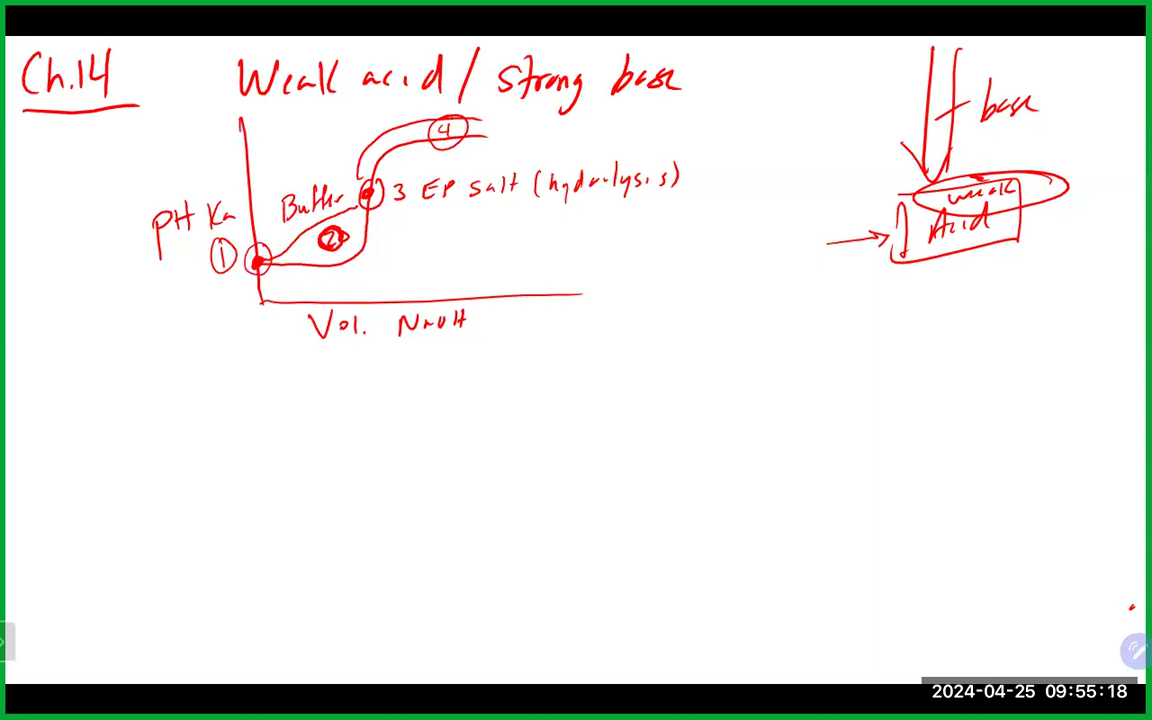 Ch.14
Weak acid / strong base
base
4
3 EP salt (hydrolysis)
Buffer
weak
Acid
pH Ka
2
1
Vol. NaOH
2024-04-25 09:55:18